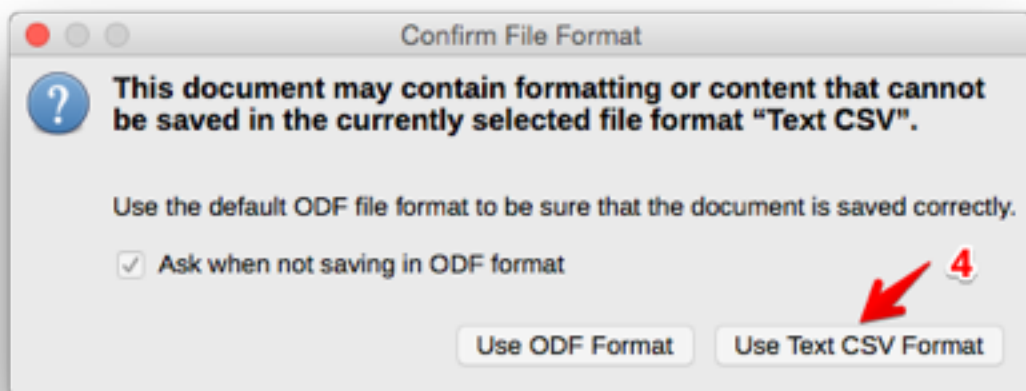 Confirm File Format
?
This document may contain formatting or content that cannot
be saved in the currently selected file format “Text CSV”.
Use the default ODF file format to be sure that the document is saved correctly.
Ask when not saving in ODF format
4
Use ODF Format
Use Text CSV Format